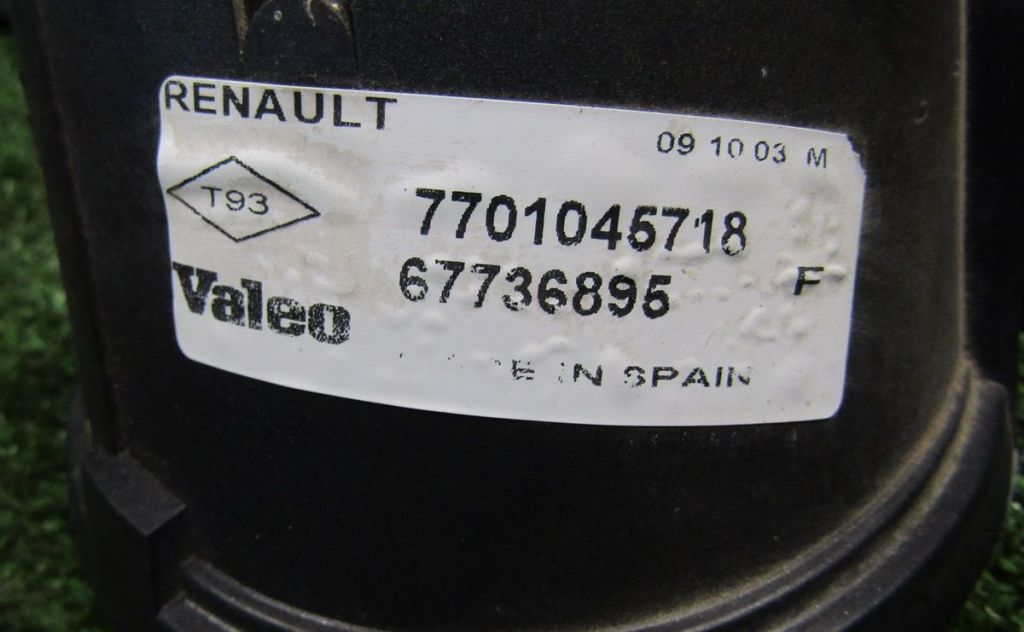 RENAULT
09 10 03 M
T93
7701045718
67736895 F
Valeo
IN SPAIN